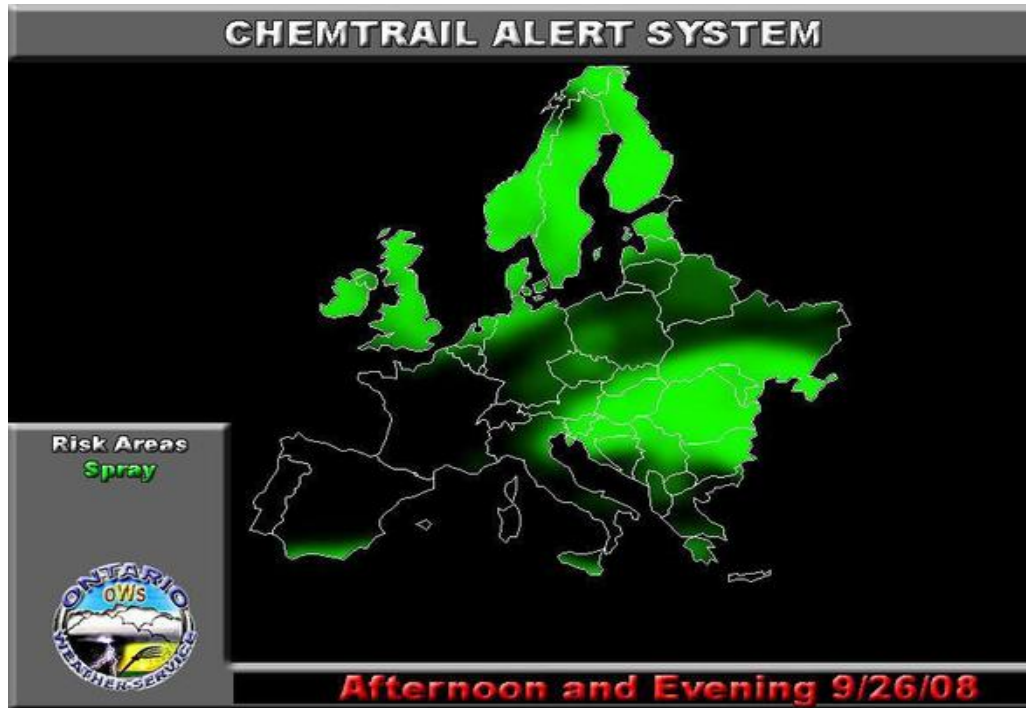 CHEMTRAIL ALERT SYSTEM
Risk Areas
Spray
ONTARIO
OWS
WEATHER-SERVICE
Afternoon and Evening 9/26/08